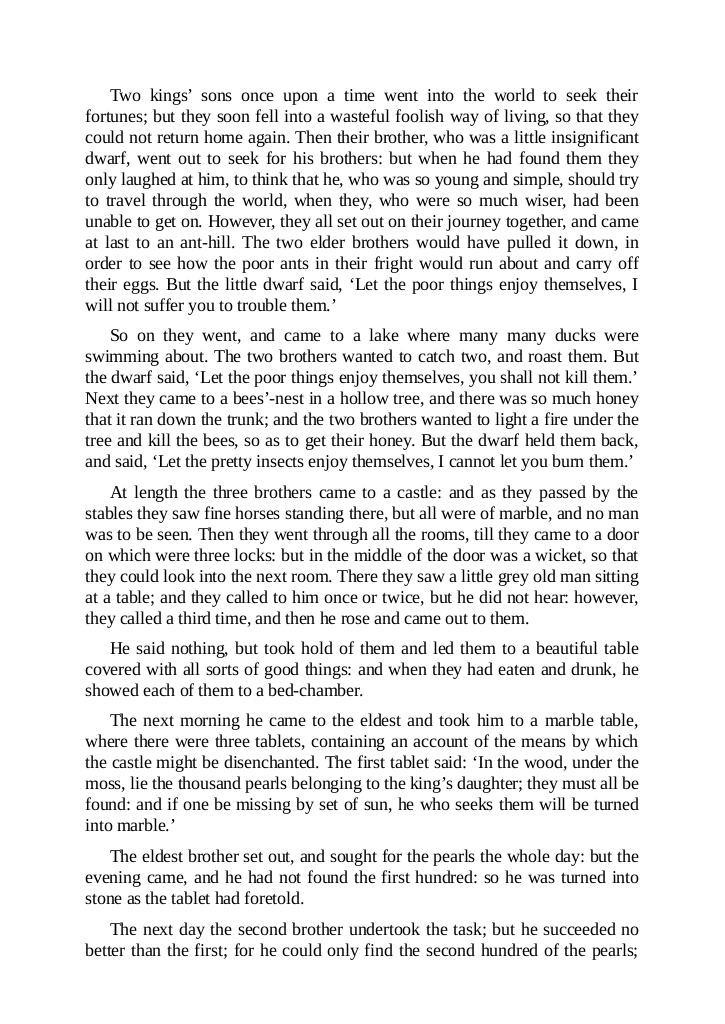 Two kings’ sons once upon a time went into the world to seek their
fortunes; but they soon fell into a wasteful foolish way of living, so that they
could not return home again. Then their brother, who was a little insignificant
dwarf, went out to seek for his brothers: but when he had found them they
only laughed at him, to think that he, who was so young and simple, should try
to travel through the world, when they, who were so much wiser, had been
unable to get on. However, they all set out on their journey together, and came
at last to an ant-hill. The two elder brothers would have pulled it down, in
order to see how the poor ants in their fright would run about and carry off
their eggs. But the little dwarf said, ‘Let the poor things enjoy themselves, I
will not suffer you to trouble them.’
So on they went, and came to a lake where many many ducks were
swimming about. The two brothers wanted to catch two, and roast them. But
the dwarf said, ‘Let the poor things enjoy themselves, you shall not kill them.’
Next they came to a bees’-nest in a hollow tree, and there was so much honey
that it ran down the trunk; and the two brothers wanted to light a fire under the
tree and kill the bees, so as to get their honey. But the dwarf held them back,
and said, ‘Let the pretty insects enjoy themselves, I cannot let you burn them.’
At length the three brothers came to a castle: and as they passed by the
stables they saw fine horses standing there, but all were of marble, and no man
was to be seen. Then they went through all the rooms, till they came to a door
on which were three locks: but in the middle of the door was a wicket, so that
they could look into the next room. There they saw a little grey old man sitting
at a table; and they called to him once or twice, but he did not hear: however,
they called a third time, and then he rose and came out to them.
He said nothing, but took hold of them and led them to a beautiful table
covered with all sorts of good things: and when they had eaten and drunk, he
showed each of them to a bed-chamber.
The next morning he came to the eldest and took him to a marble table,
where there were three tablets, containing an account of the means by which
the castle might be disenchanted. The first tablet said: ‘In the wood, under the
moss, lie the thousand pearls belonging to the king’s daughter; they must all be
found: and if one be missing by set of sun, he who seeks them will be turned
into marble.’
The eldest brother set out, and sought for the pearls the whole day: but the
evening came, and he had not found the first hundred: so he was turned into
stone as the tablet had foretold.
The next day the second brother undertook the task; but he succeeded no
better than the first; for he could only find the second hundred of the pearls;